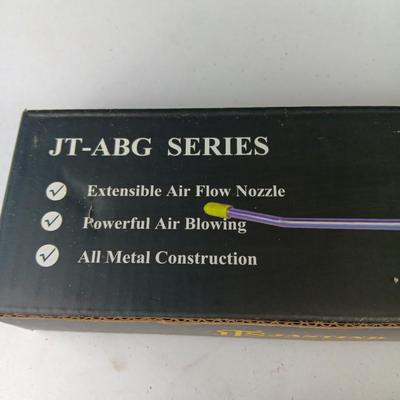 JT-ABG SERIES
Extensible Air Flow Nozzle
Powerful Air Blowing
All Metal Construction